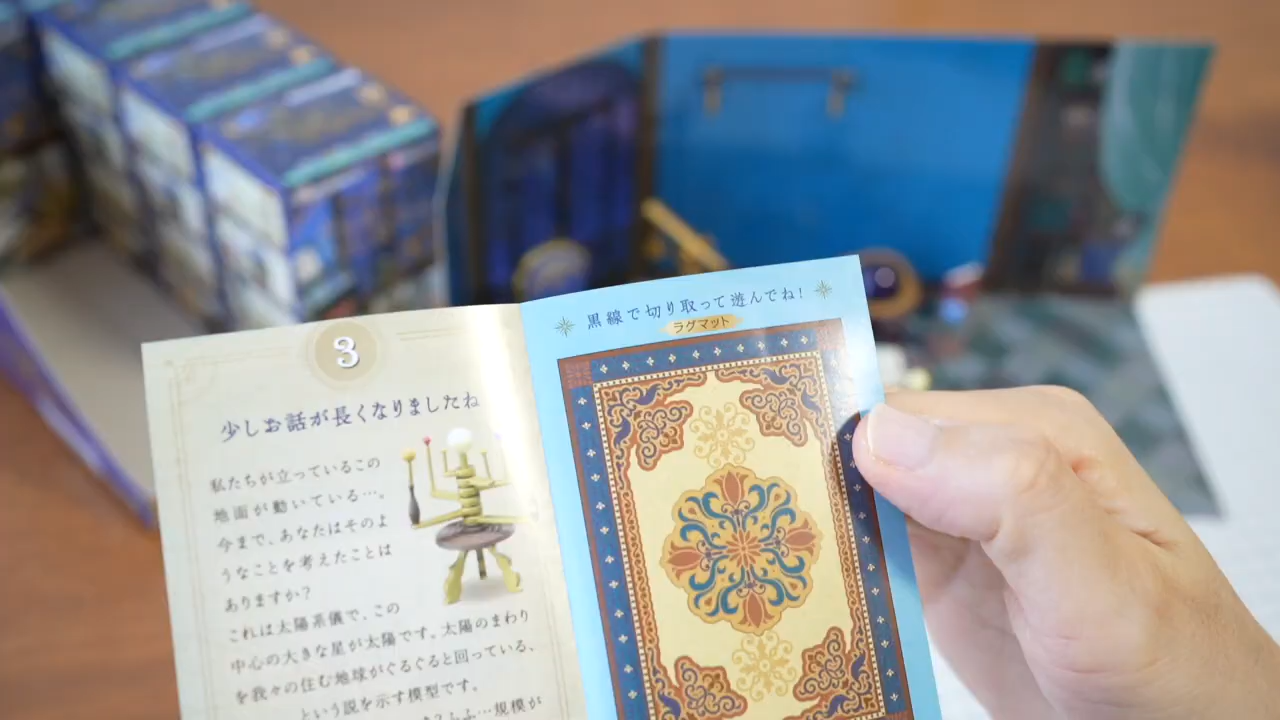 3
少しお話が長くなりましたね
私たちが立っているこの
地面が動いている…。
今まで、あなたはそのよ
うなことを考えたことは
ありますか?
これは太陽系儀で、この
中心の大きな星が太陽です。太陽のまわり
を我々の住む地球がぐるぐると回っている、
という説を示す模型です。
ふふ…規模が
黒線で切り取って遊んでね!
ラグマット